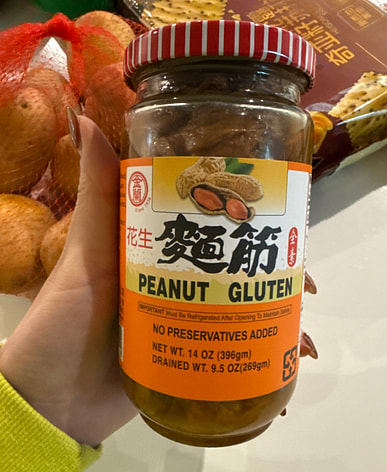 花生
麵筋
全素
PEANUT GLUTEN
IMPORTANT Must Be Refrigerated After Opening To Maintain Safety
NO PRESERVATIVES ADDED
NET WT. 14 OZ (396gm)
DRAINED WT. 9.5 OZ(269gm)